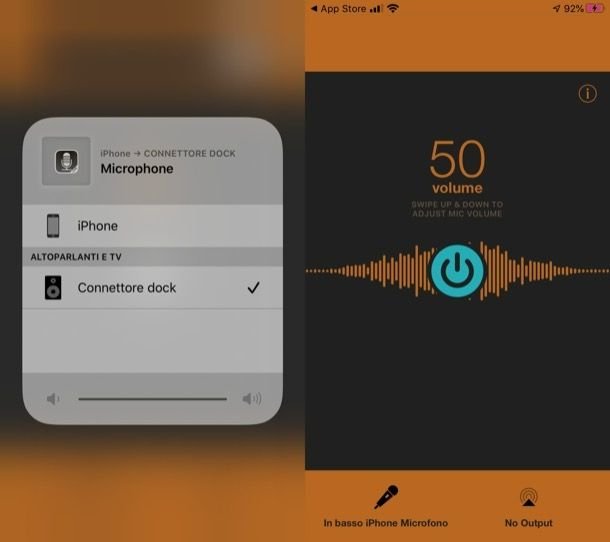 iPhone → CONNETTORE DOCK
Microphone
iPhone
ALTOPARLANTI E TV
Connettore dock
◀ App Store
92%
50
volume
SWIPE UP & DOWN TO
ADJUST MIC VOLUME
In basso iPhone Microfono
No Output